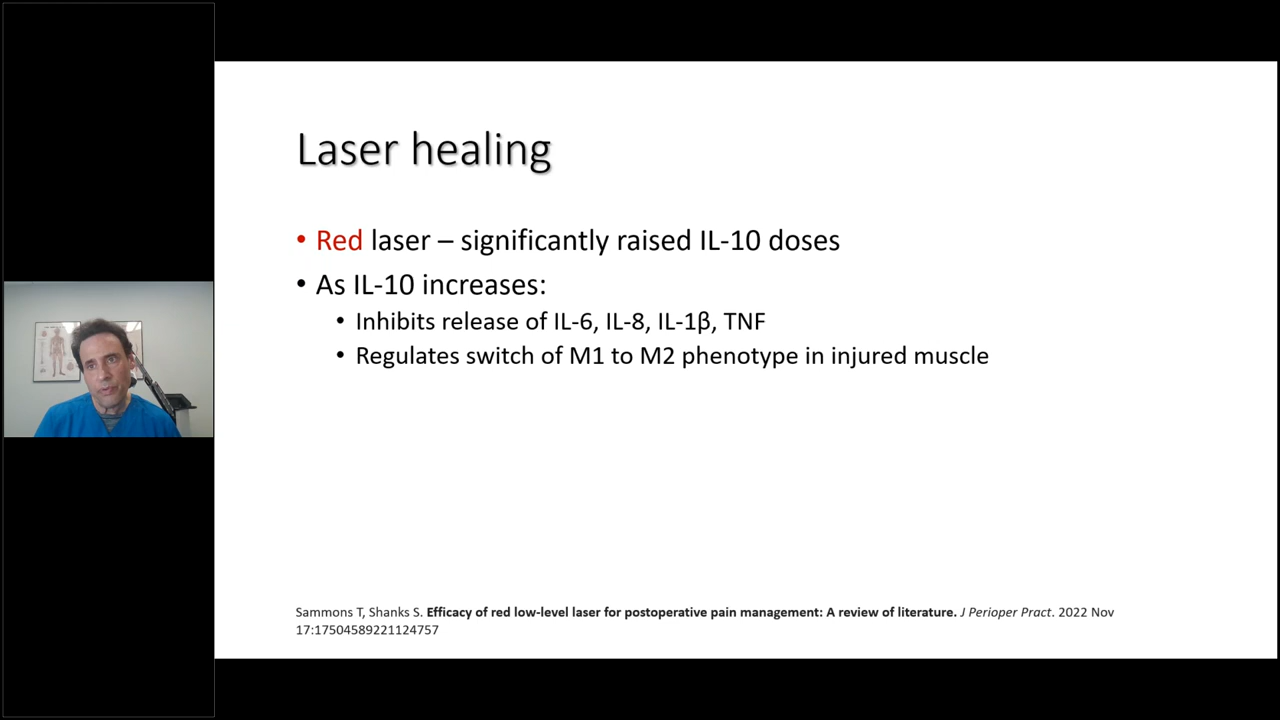 Laser healing
• Red laser – significantly raised IL-10 doses
• As IL-10 increases:
• Inhibits release of IL-6, IL-8, IL-1β, TNF
• Regulates switch of M1 to M2 phenotype in injured muscle
Sammons T, Shanks S. Efficacy of red low-level laser for postoperative pain management: A review of literature. J Perioper Pract. 2022 Nov
17:17504589221124757